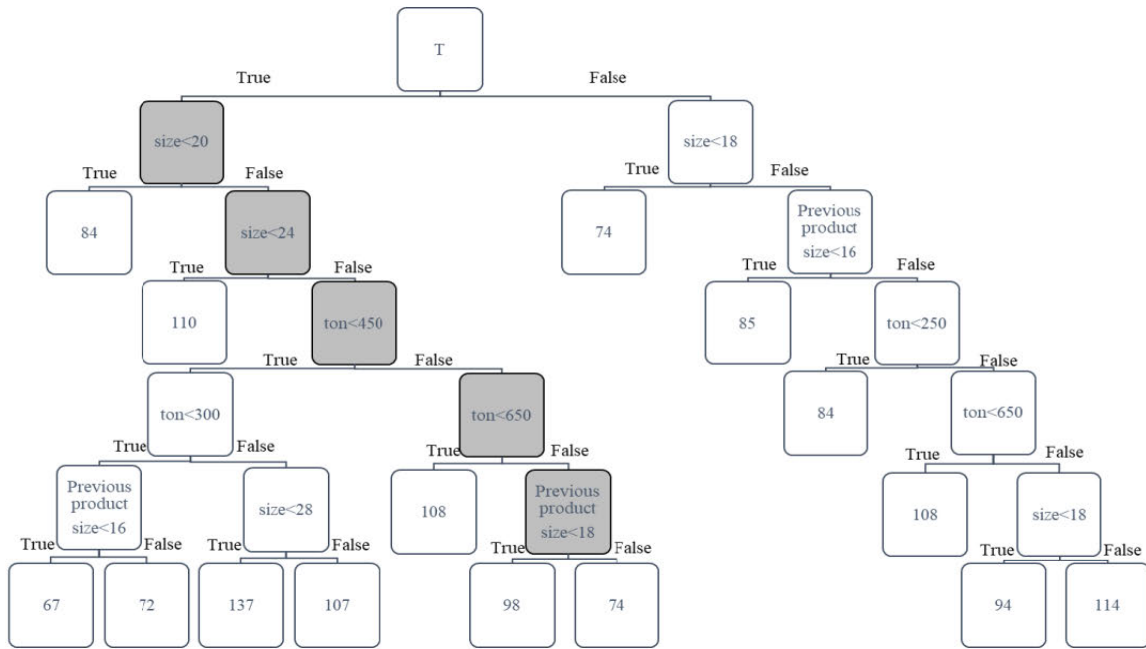 T
True
False
size<20
size<18
True
False
True
False
84
size<24
74
Previous
product
size<16
True
False
True
False
110
ton<450
85
ton<250
True
False
True
False
ton<300
ton<650
84
ton<650
True
False
True
False
True
False
Previous
product
size<16
size<28
108
Previous
product
size<18
108
size<18
True
False
True
False
True
False
True
False
67
72
137
107
98
74
94
114